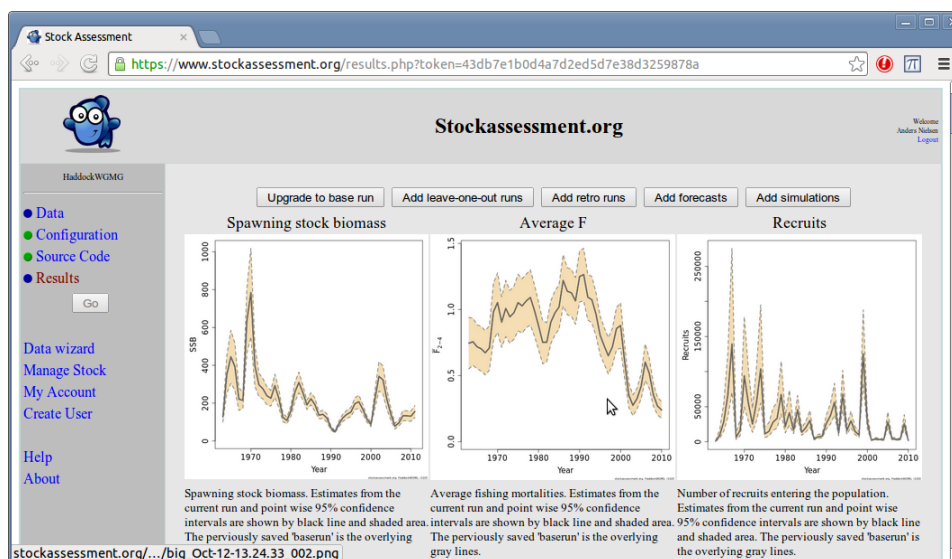 Stock Assessment
https://www.stockassessment.org/results.php?token=43db7e1b0d4a7d2ed5d7e38d3259878a
Stockassessment.org
Welcome
Anders Nielsen
Logout
HaddockWGMG
Data
Configuration
Source Code
Results
Go
Data wizard
Manage Stock
My Account
Create User
Help
About
Upgrade to base run
Add leave-one-out runs
Add retro runs
Add forecasts
Add simulations
Spawning stock biomass
SSB
0
200
400
600
800
1000
1970
1980
1990
2000
2010
Year
Spawning stock biomass. Estimates from the
current run and point wise 95% confidence
intervals are shown by black line and shaded area.
The perviously saved 'baserun' is the overlying
gray lines.
Average F
F̅2−4
0.0
0.5
1.0
1.5
1970
1980
1990
2000
2010
Year
Average fishing mortalities. Estimates from the
current run and point wise 95% confidence
intervals are shown by black line and shaded area.
The perviously saved 'baserun' is the overlying
gray lines.
Recruits
Recruits
0
50000
150000
250000
1970
1980
1990
2000
2010
Year
Number of recruits entering the population.
Estimates from the current run and point wise
95% confidence intervals are shown by black line
and shaded area. The perviously saved 'baserun' is
the overlying gray lines.
stockassessment.org/.../big_Oct-12-13.24.33_002.png